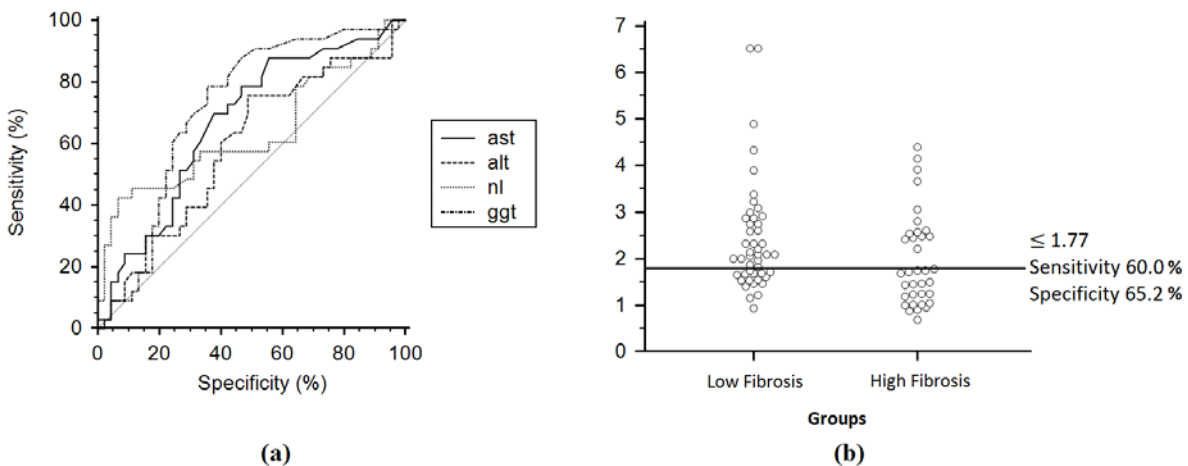 100
80
60
40
20
0
Sensitivity (%)
0 20 40 60 80 100
Specificity (%)
ast
alt
nl
ggt
(a)
7
6
5
4
3
2
1
0
≤ 1.77
Sensitivity 60.0 %
Specificity 65.2 %
Low Fibrosis High Fibrosis
Groups
(b)